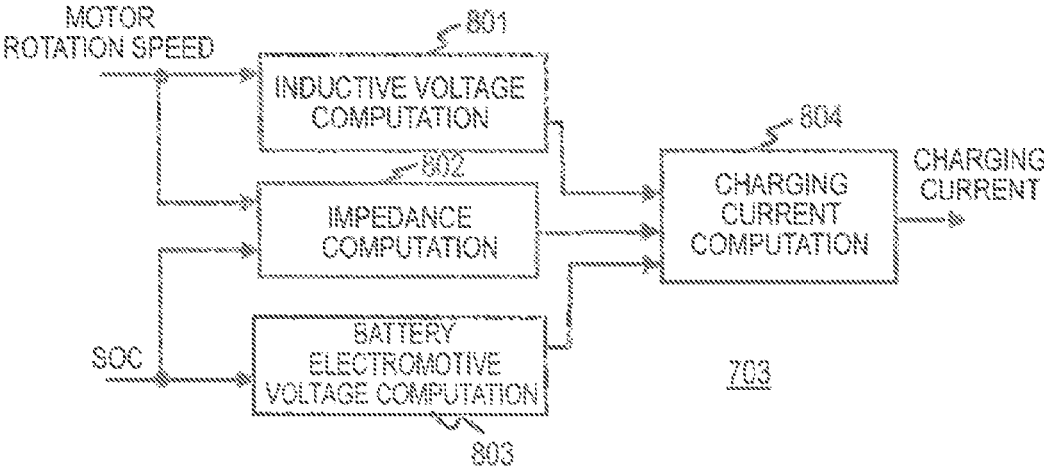 MOTOR
ROTATION SPEED
801
INDUCTIVE VOLTAGE
COMPUTATION
802
IMPEDANCE
COMPUTATION
804
CHARGING
CURRENT
COMPUTATION
CHARGING
CURRENT
SOC
BATTERY
ELECTROMOTIVE
VOLTAGE COMPUTATION
803
703